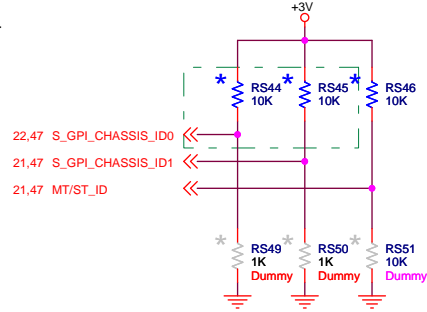 +3V
* RS44 10K
* RS45 10K
* RS46 10K
22,47 S_GPI_CHASSIS_ID0
21,47 S_GPI_CHASSIS_ID1
21,47 MT/ST_ID
* RS49 1K Dummy
* RS50 1K Dummy
* RS51 10K Dummy